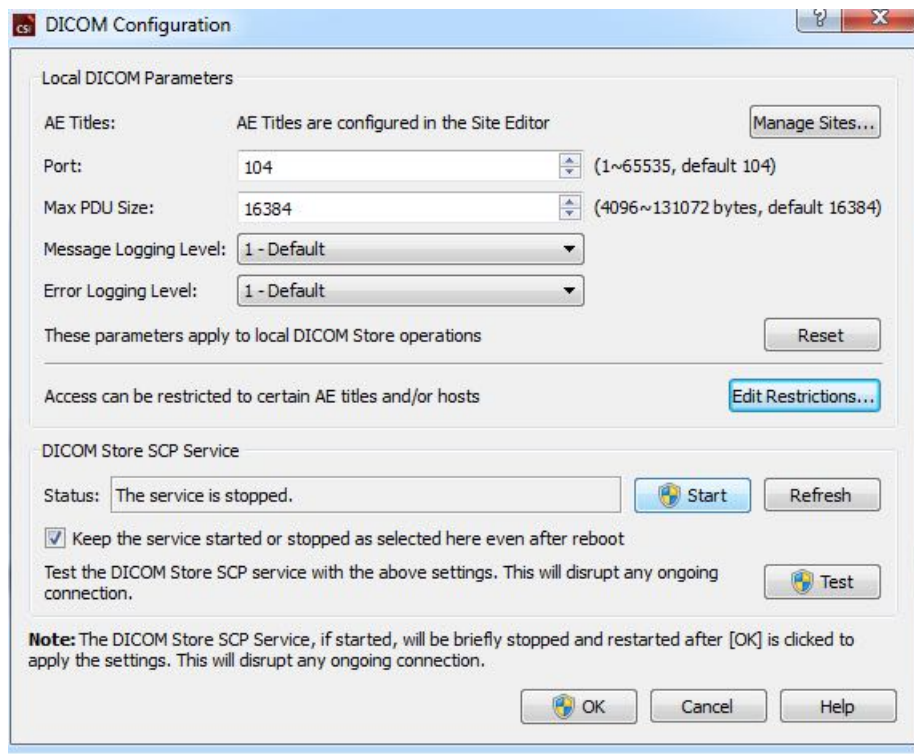 CSi DICOM Configuration ?
Local DICOM Parameters
AE Titles: AE Titles are configured in the Site Editor Manage Sites...
Port: 104 (1~65535, default 104)
Max PDU Size: 16384 (4096~131072 bytes, default 16384)
Message Logging Level: 1 - Default
Error Logging Level: 1 - Default
These parameters apply to local DICOM Store operations Reset
Access can be restricted to certain AE titles and/or hosts Edit Restrictions...
DICOM Store SCP Service
Status: The service is stopped. Start Refresh
Keep the service started or stopped as selected here even after reboot
Test the DICOM Store SCP service with the above settings. This will disrupt any ongoing
connection. Test
Note: The DICOM Store SCP Service, if started, will be briefly stopped and restarted after [OK] is clicked to
apply the settings. This will disrupt any ongoing connection.
OK Cancel Help